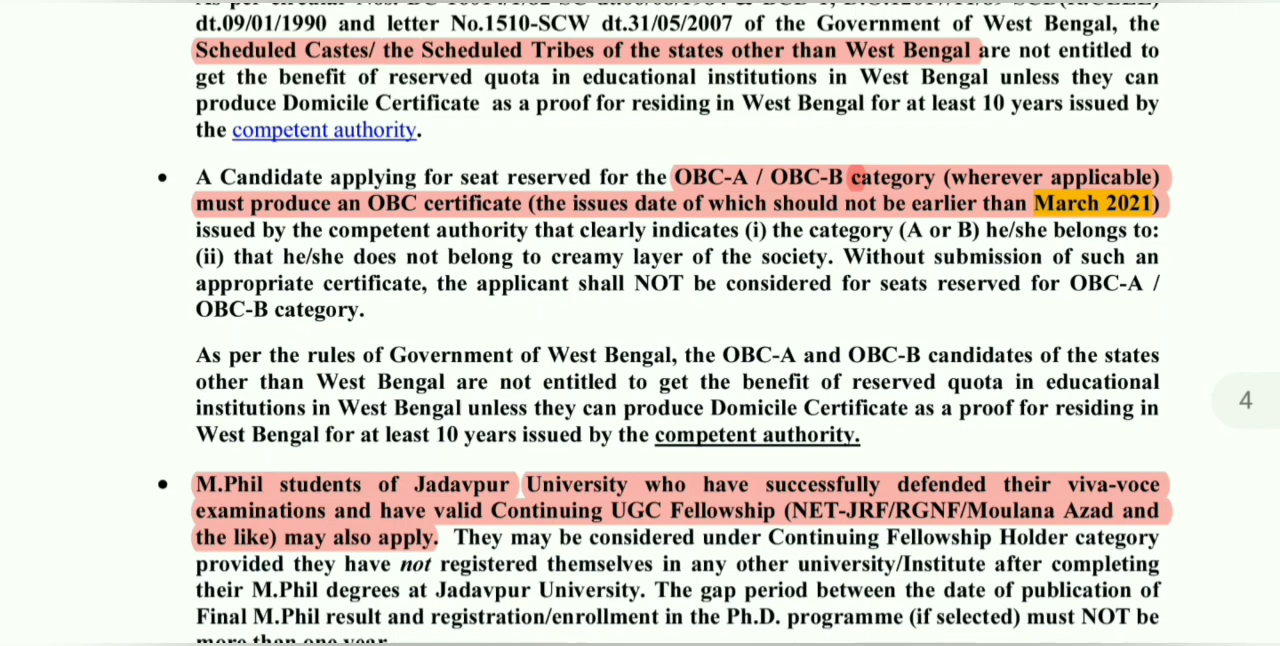 dt.09/01/1990 and letter No.1510-SCW dt.31/05/2007 of the Government of West Bengal, the
Scheduled Castes/ the Scheduled Tribes of the states other than West Bengal are not entitled to
get the benefit of reserved quota in educational institutions in West Bengal unless they can
produce Domicile Certificate as a proof for residing in West Bengal for at least 10 years issued by
the competent authority.
• A Candidate applying for seat reserved for the OBC-A / OBC-B category (wherever applicable)
must produce an OBC certificate (the issues date of which should not be earlier than March 2021)
issued by the competent authority that clearly indicates (i) the category (A or B) he/she belongs to:
(ii) that he/she does not belong to creamy layer of the society. Without submission of such an
appropriate certificate, the applicant shall NOT be considered for seats reserved for OBC-A /
OBC-B category.
As per the rules of Government of West Bengal, the OBC-A and OBC-B candidates of the states
other than West Bengal are not entitled to get the benefit of reserved quota in educational
institutions in West Bengal unless they can produce Domicile Certificate as a proof for residing in
West Bengal for at least 10 years issued by the competent authority.
4
• M.Phil students of Jadavpur University who have successfully defended their viva-voce
examinations and have valid Continuing UGC Fellowship (NET-JRF/RGNF/Moulana Azad and
the like) may also apply. They may be considered under Continuing Fellowship Holder category
provided they have not registered themselves in any other university/Institute after completing
their M.Phil degrees at Jadavpur University. The gap period between the date of publication of
Final M.Phil result and registration/enrollment in the Ph.D. programme (if selected) must NOT be
more than one year